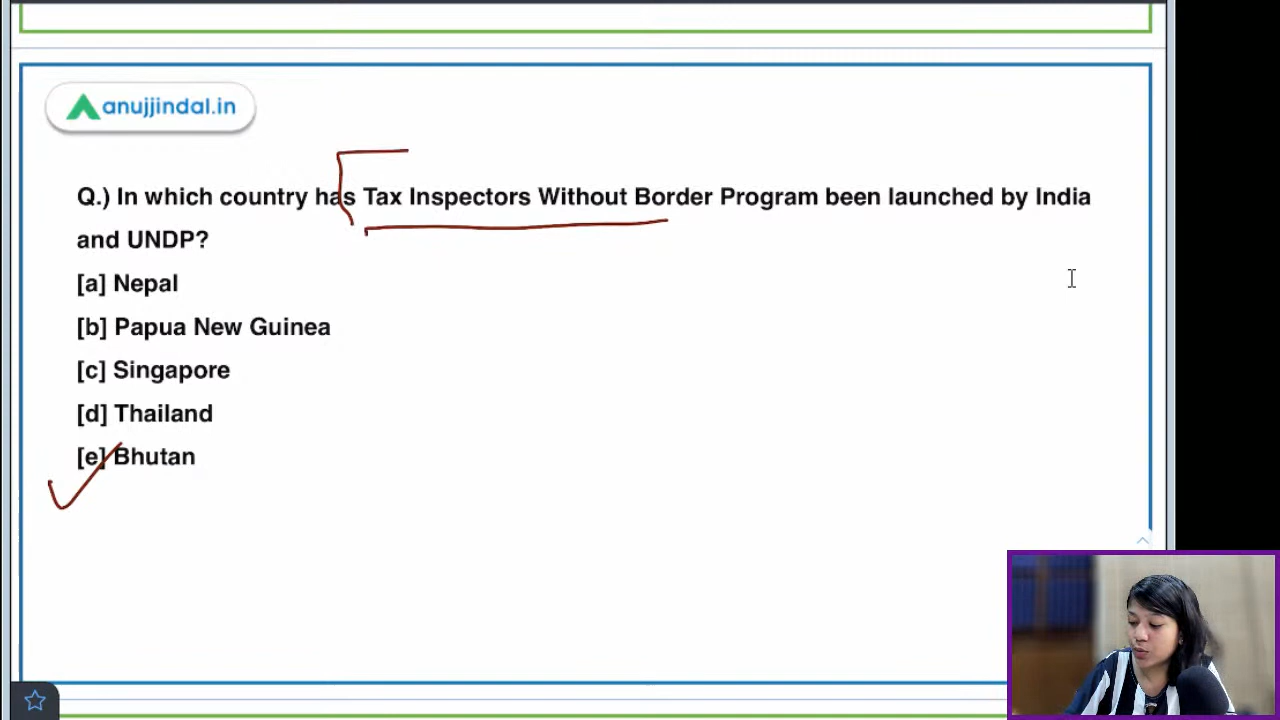 anujjindal.in
Q.) In which country has Tax Inspectors Without Border Program been launched by India
and UNDP?
[a] Nepal
[b] Papua New Guinea
[c] Singapore
[d] Thailand
[e] Bhutan